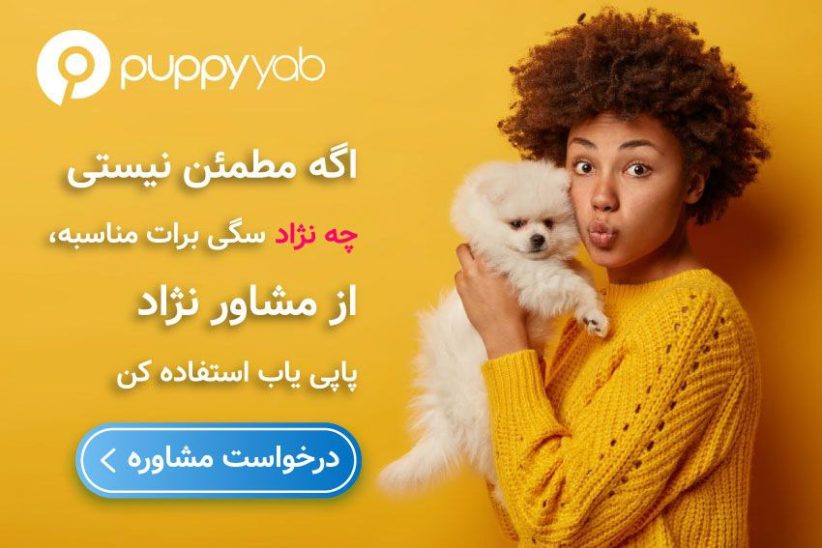 puppyyab
اگه مطمئن نیستی
چه نژاد سگی برات مناسبه،
از مشاور نژاد
پاپی یاب استفاده کن
درخواست مشاوره